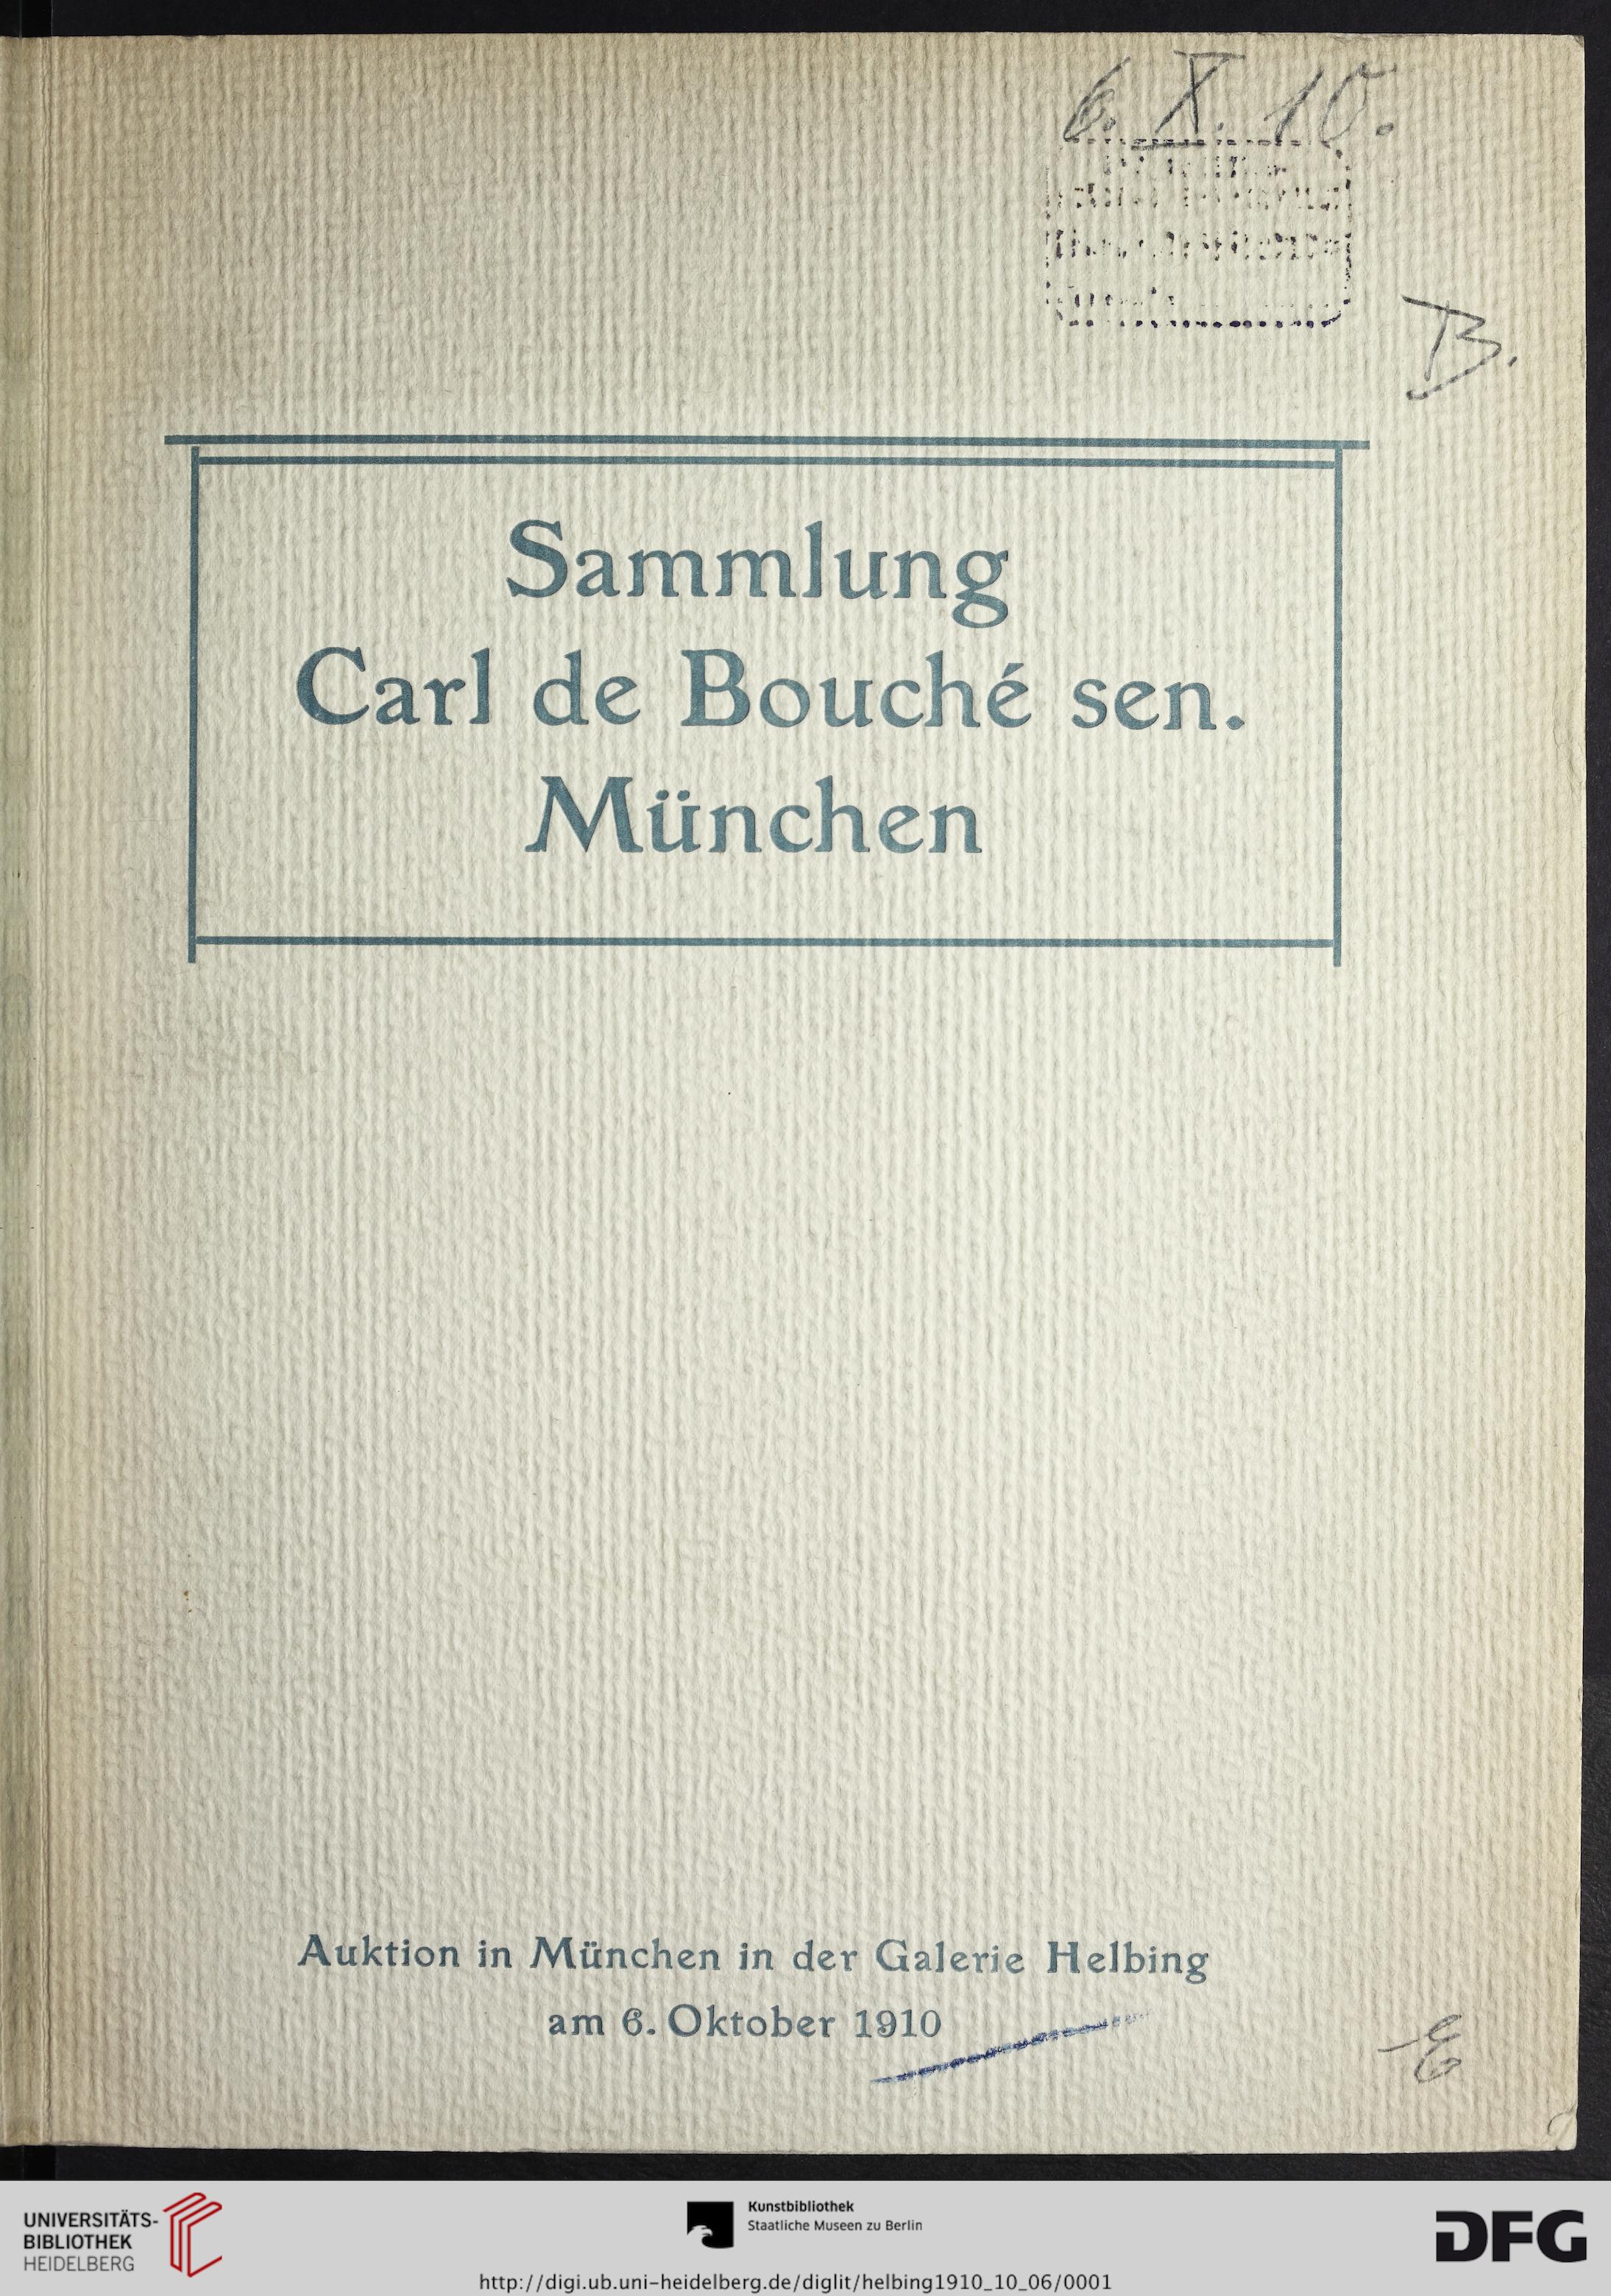 6. X. 10.
B.
Sammlung
Carl de Bouché sen.
München
Auktion in München in der Galerie Helbing
am 6. Oktober 1910
E
UNIVERSITÄTS-
BIBLIOTHEK
HEIDELBERG
Kunstbibliothek
Staatliche Museen zu Berlin
DFG
http://digi.ub.uni-heidelberg.de/diglit/helbing1910_10_06/0001